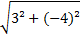 √(3² + (−4)²)